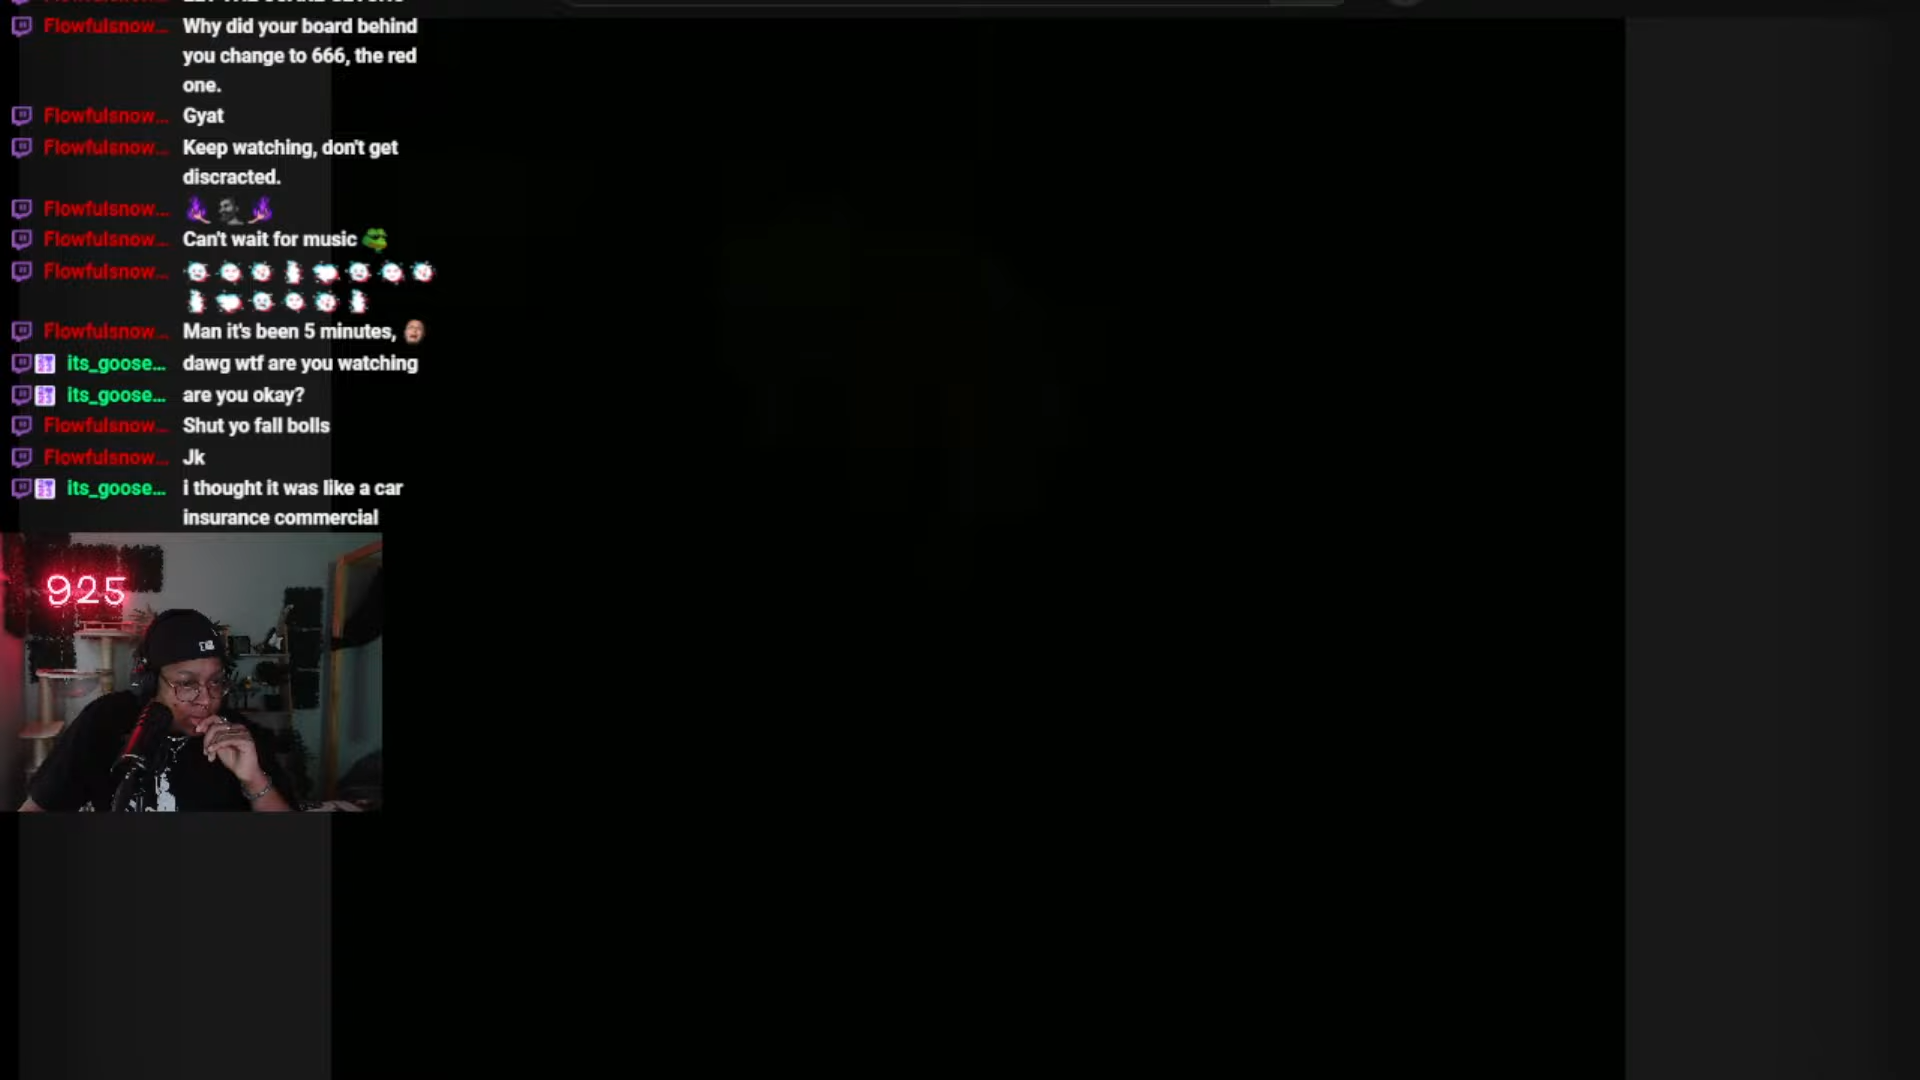 Flowfulsnow... Why did your board behind
you change to 666, the red
one.
Flowfulsnow... Gyat
Flowfulsnow... Keep watching, don't get
discracted.
Flowfulsnow...
Flowfulsnow... Can't wait for music
Flowfulsnow...
Flowfulsnow... Man it's been 5 minutes,
its_goose... dawg wtf are you watching
its_goose... are you okay?
Flowfulsnow... Shut yo fall bolls
Flowfulsnow... Jk
its_goose... i thought it was like a car
insurance commercial
925